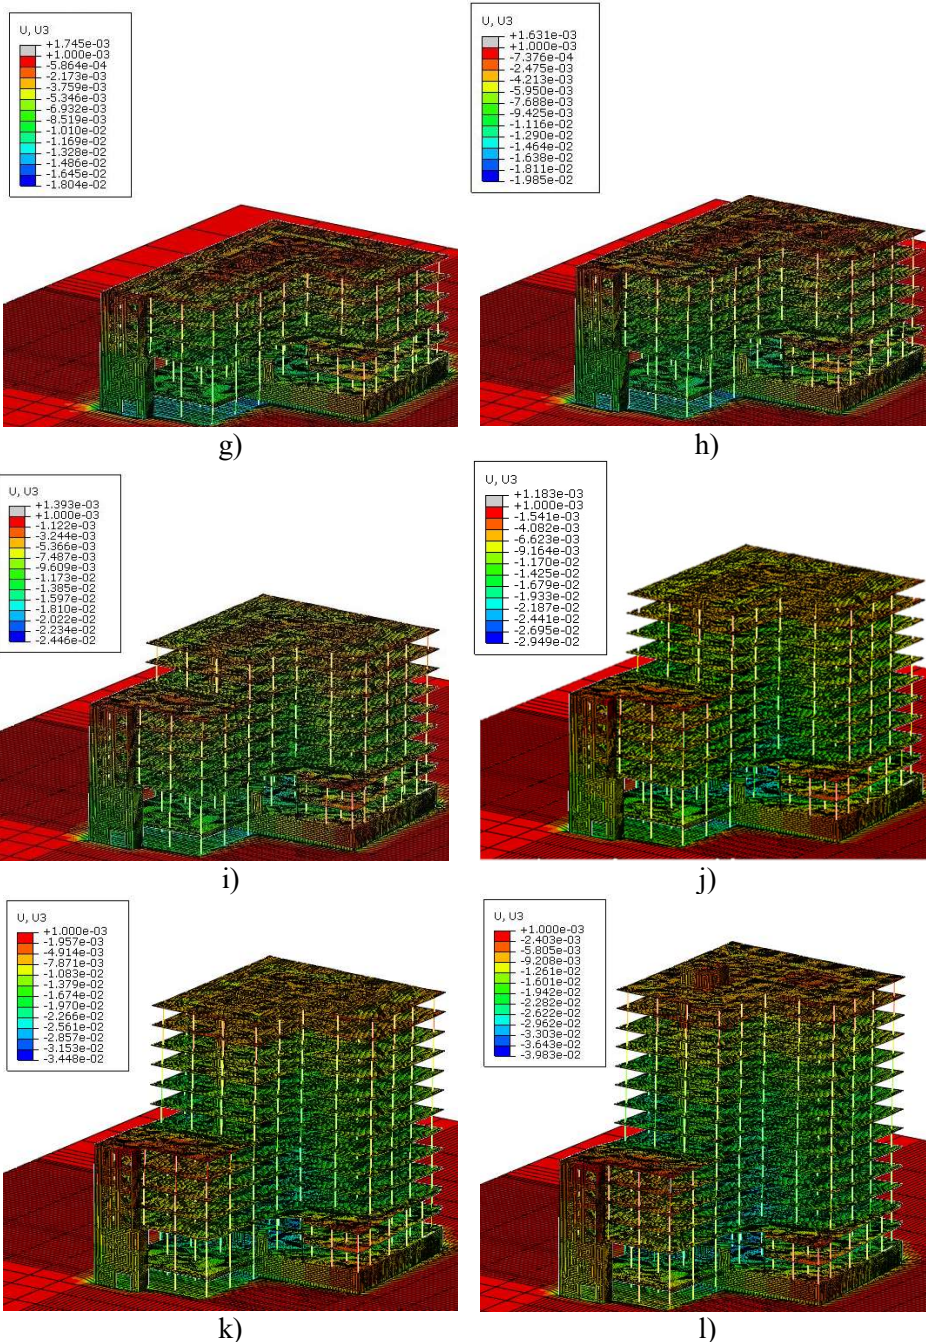 U, U3
+1.745e-03
+1.000e-03
-5.864e-04
-2.173e-03
-3.759e-03
-5.346e-03
-6.932e-03
-8.519e-03
-1.010e-02
-1.169e-02
-1.328e-02
-1.486e-02
-1.645e-02
-1.804e-02
g)
U, U3
+1.631e-03
+1.000e-03
-7.376e-04
-2.475e-03
-4.213e-03
-5.950e-03
-7.688e-03
-9.425e-03
-1.116e-02
-1.290e-02
-1.464e-02
-1.638e-02
-1.811e-02
-1.985e-02
h)
U, U3
+1.393e-03
+1.000e-03
-1.122e-03
-3.244e-03
-5.366e-03
-7.487e-03
-9.609e-03
-1.173e-02
-1.385e-02
-1.597e-02
-1.810e-02
-2.022e-02
-2.234e-02
-2.446e-02
i)
U, U3
+1.183e-03
+1.000e-03
-1.541e-03
-4.082e-03
-6.623e-03
-9.164e-03
-1.170e-02
-1.425e-02
-1.679e-02
-1.933e-02
-2.187e-02
-2.441e-02
-2.695e-02
-2.949e-02
j)
U, U3
+1.000e-03
-1.957e-03
-4.914e-03
-7.871e-03
-1.083e-02
-1.379e-02
-1.674e-02
-1.970e-02
-2.266e-02
-2.561e-02
-2.857e-02
-3.153e-02
-3.448e-02
k)
U, U3
+1.000e-03
-2.403e-03
-5.805e-03
-9.208e-03
-1.261e-02
-1.601e-02
-1.942e-02
-2.282e-02
-2.622e-02
-2.962e-02
-3.303e-02
-3.643e-02
-3.983e-02
l)